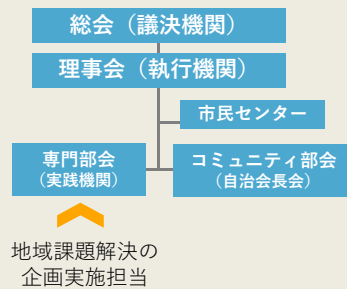 総会（議決機関）
理事会（執行機関）
市民センター
専門部会
（実践機関）
コミュニティ部会
（自治会長会）
地域課題解決の
企画実施担当